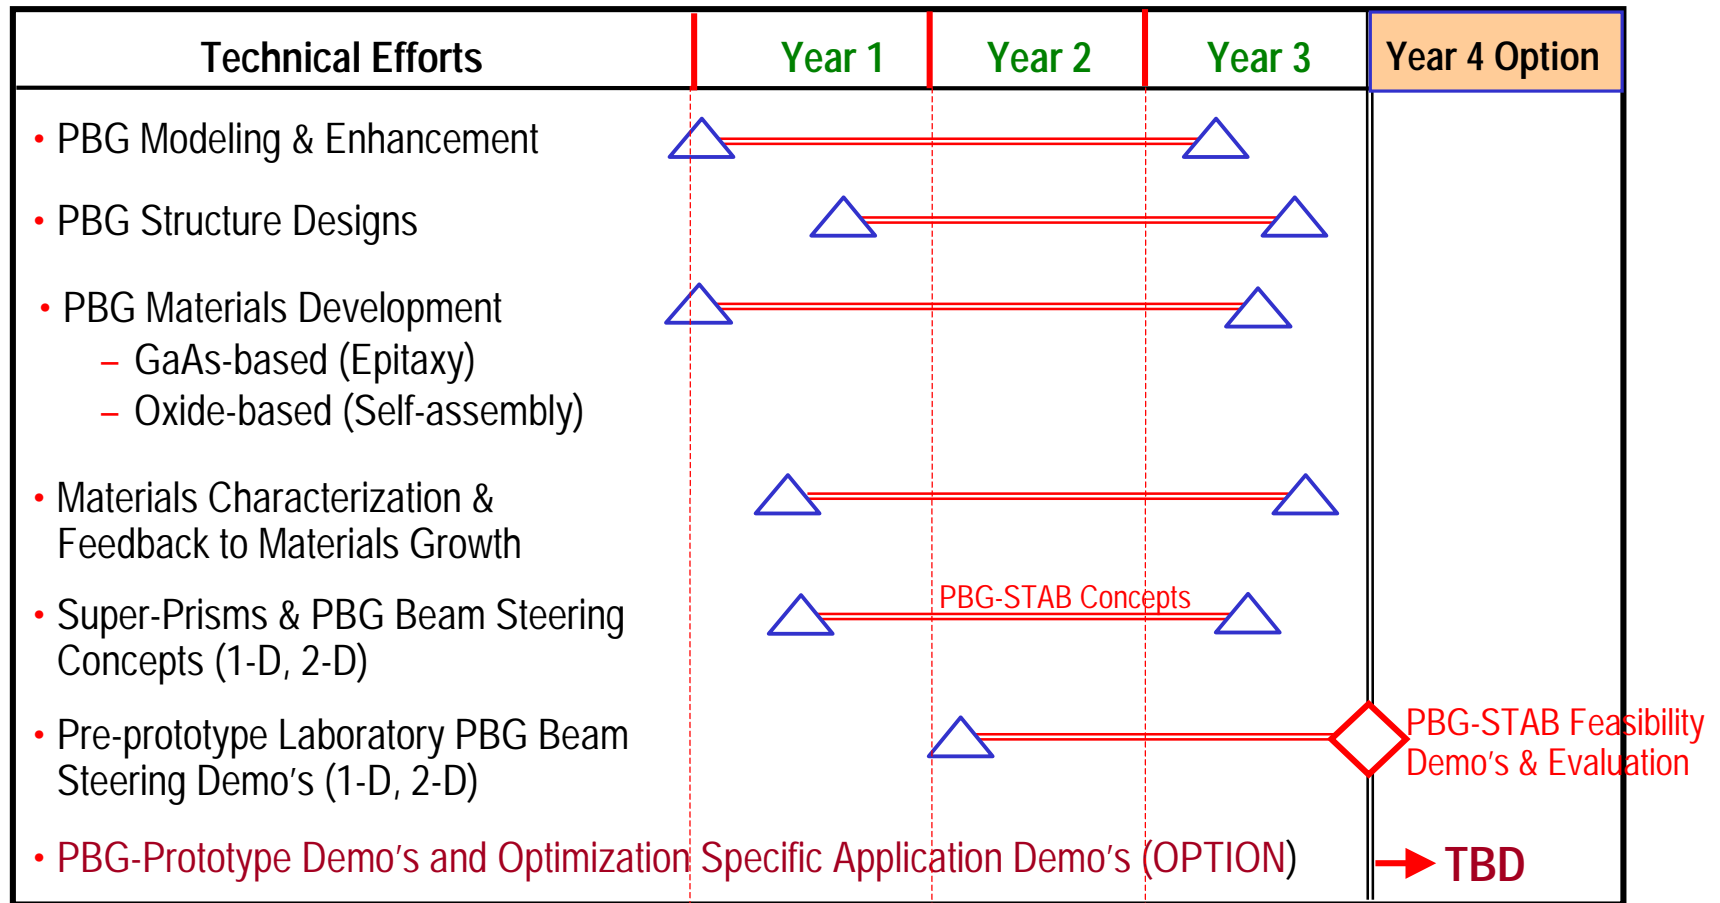 Technical Efforts Year 1 Year 2 Year 3 Year 4 Option
• PBG Modeling & Enhancement
• PBG Structure Designs
• PBG Materials Development
– GaAs-based (Epitaxy)
– Oxide-based (Self-assembly)
• Materials Characterization &
Feedback to Materials Growth
• Super-Prisms & PBG Beam Steering
Concepts (1-D, 2-D)
PBG-STAB Concepts
• Pre-prototype Laboratory PBG Beam
Steering Demo's (1-D, 2-D)
PBG-STAB Feasibility
Demo's & Evaluation
• PBG-Prototype Demo's and Optimization Specific Application Demo's (OPTION)
TBD